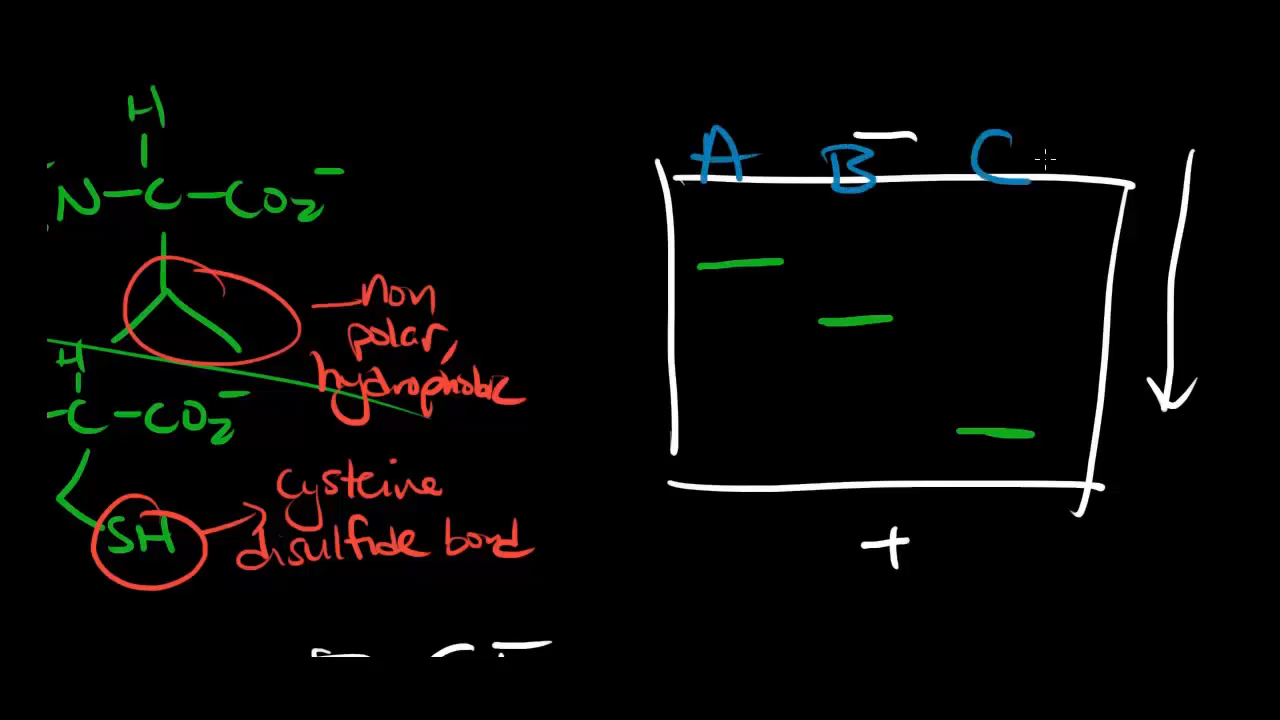 H
N-C-CO₂⁻
non
polar,
hydrophobic
H
-C-CO₂⁻
SH
cysteine
disulfide bond
A B - C
+